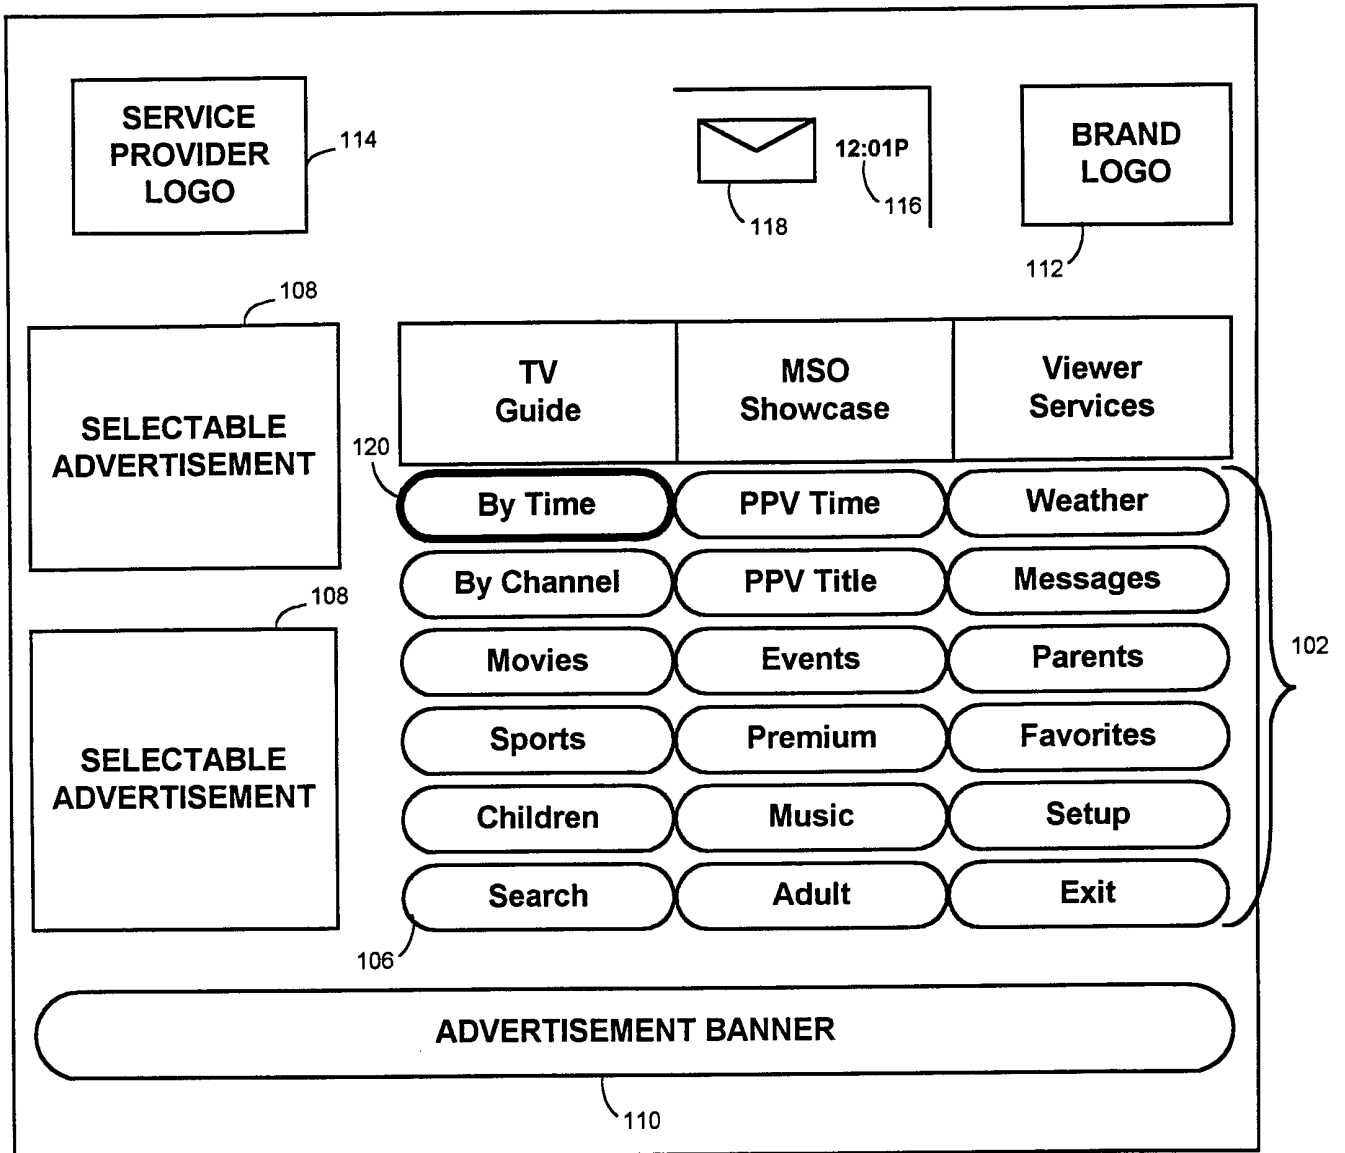 SERVICE
PROVIDER
LOGO
114
12:01P
118
116
BRAND
LOGO
112
108
SELECTABLE
ADVERTISEMENT
108
SELECTABLE
ADVERTISEMENT
TV
Guide
MSO
Showcase
Viewer
Services
120
By Time
PPV Time
Weather
By Channel
PPV Title
Messages
Movies
Events
Parents
102
Sports
Premium
Favorites
Children
Music
Setup
Search
Adult
Exit
106
ADVERTISEMENT BANNER
110